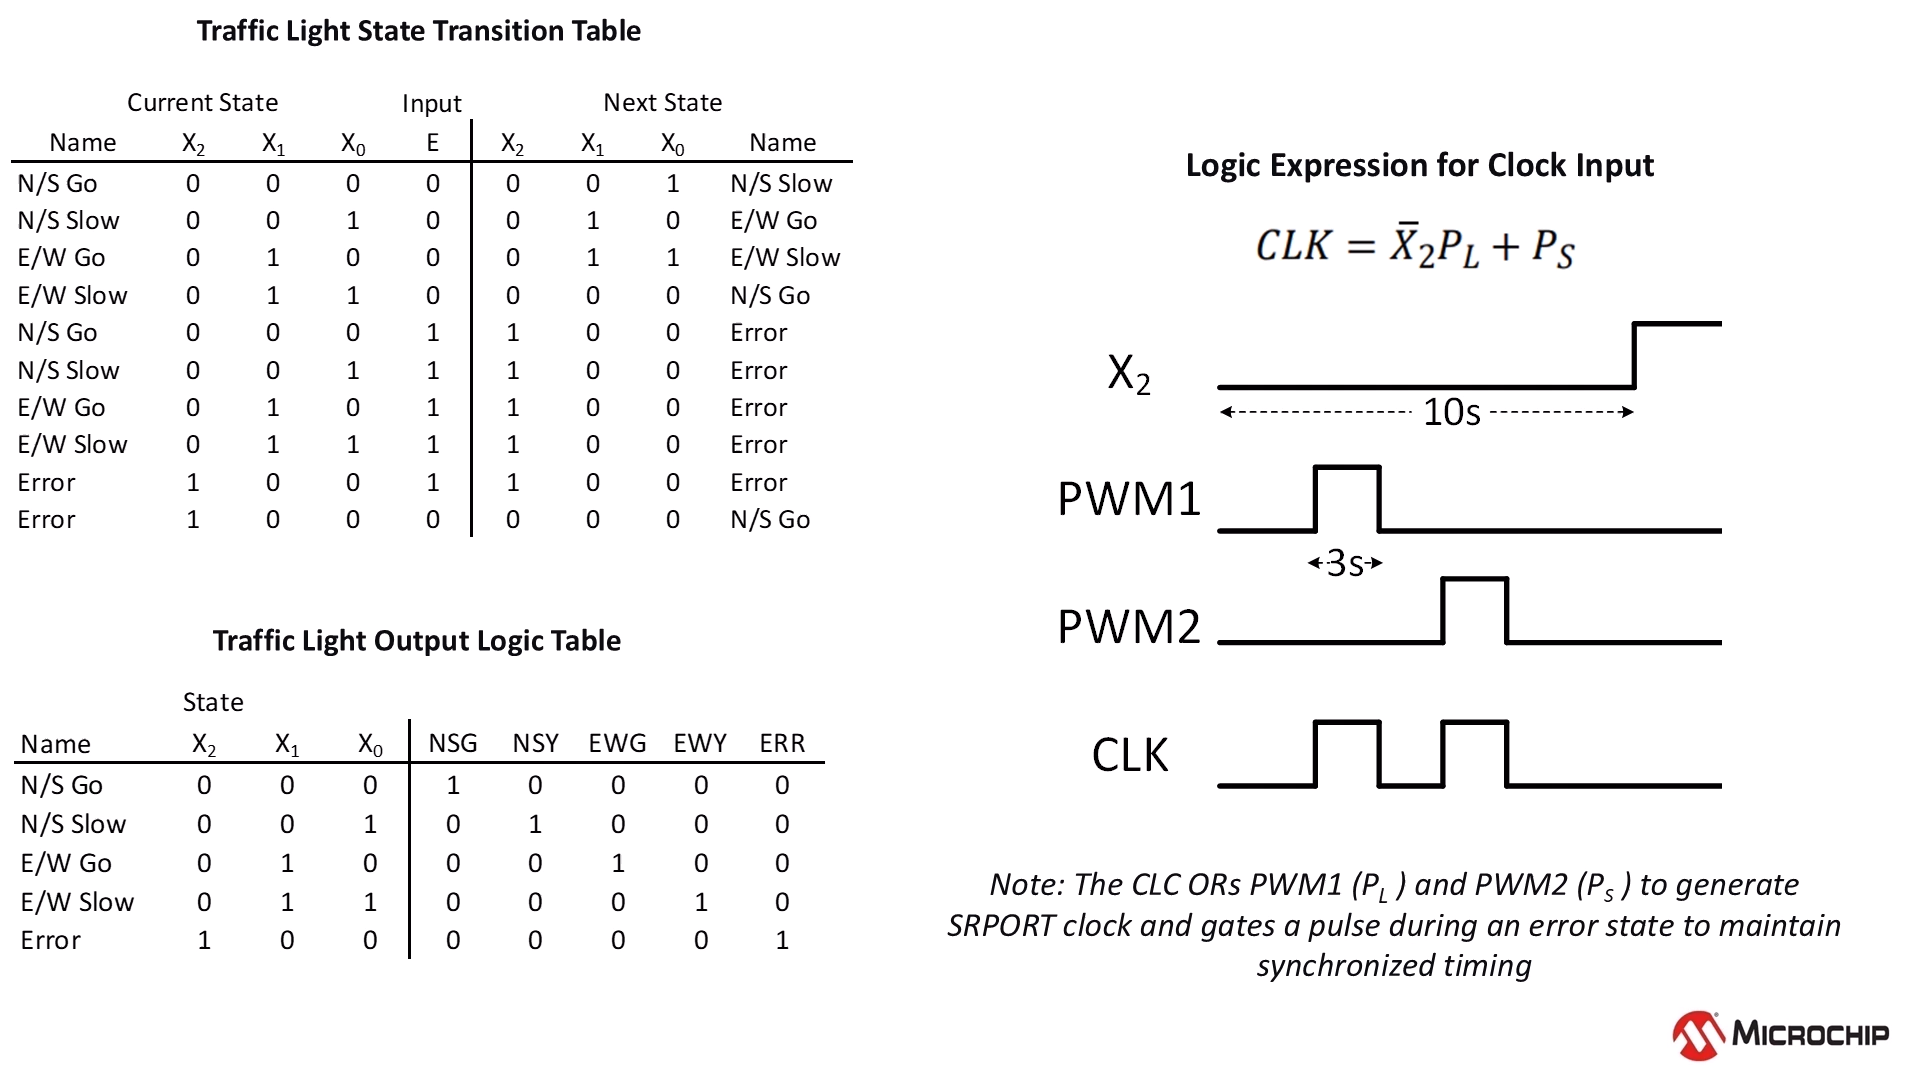 Traffic Light State Transition Table
Current State Input Next State
Name X₂ X₁ X₀ E X₂ X₁ X₀ Name
N/S Go 0 0 0 0 0 0 1 N/S Slow
N/S Slow 0 0 1 0 0 1 0 E/W Go
E/W Go 0 1 0 0 0 1 1 E/W Slow
E/W Slow 0 1 1 0 0 0 0 N/S Go
N/S Go 0 0 0 1 1 0 0 Error
N/S Slow 0 0 1 1 1 0 0 Error
E/W Go 0 1 0 1 1 0 0 Error
E/W Slow 0 1 1 1 1 0 0 Error
Error 1 0 0 1 1 0 0 Error
Error 1 0 0 0 0 0 0 N/S Go
Traffic Light Output Logic Table
State
Name X₂ X₁ X₀ NSG NSY EWG EWY ERR
N/S Go 0 0 0 1 0 0 0 0
N/S Slow 0 0 1 0 1 0 0 0
E/W Go 0 1 0 0 0 1 0 0
E/W Slow 0 1 1 0 0 0 1 0
Error 1 0 0 0 0 0 0 1
Logic Expression for Clock Input
CLK = X̄₂P_L + P_S
X₂
10s
PWM1
3s
PWM2
CLK
Note: The CLC ORs PWM1 (P_L ) and PWM2 (P_S ) to generate
SRPORT clock and gates a pulse during an error state to maintain
synchronized timing
MICROCHIP